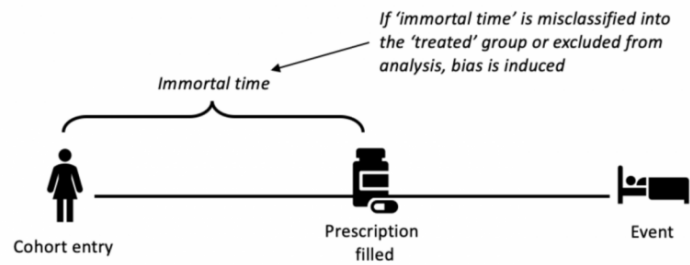 If ‘immortal time’ is misclassified into
the ‘treated’ group or excluded from
analysis, bias is induced
Immortal time
Cohort entry
Prescription
filled
Event